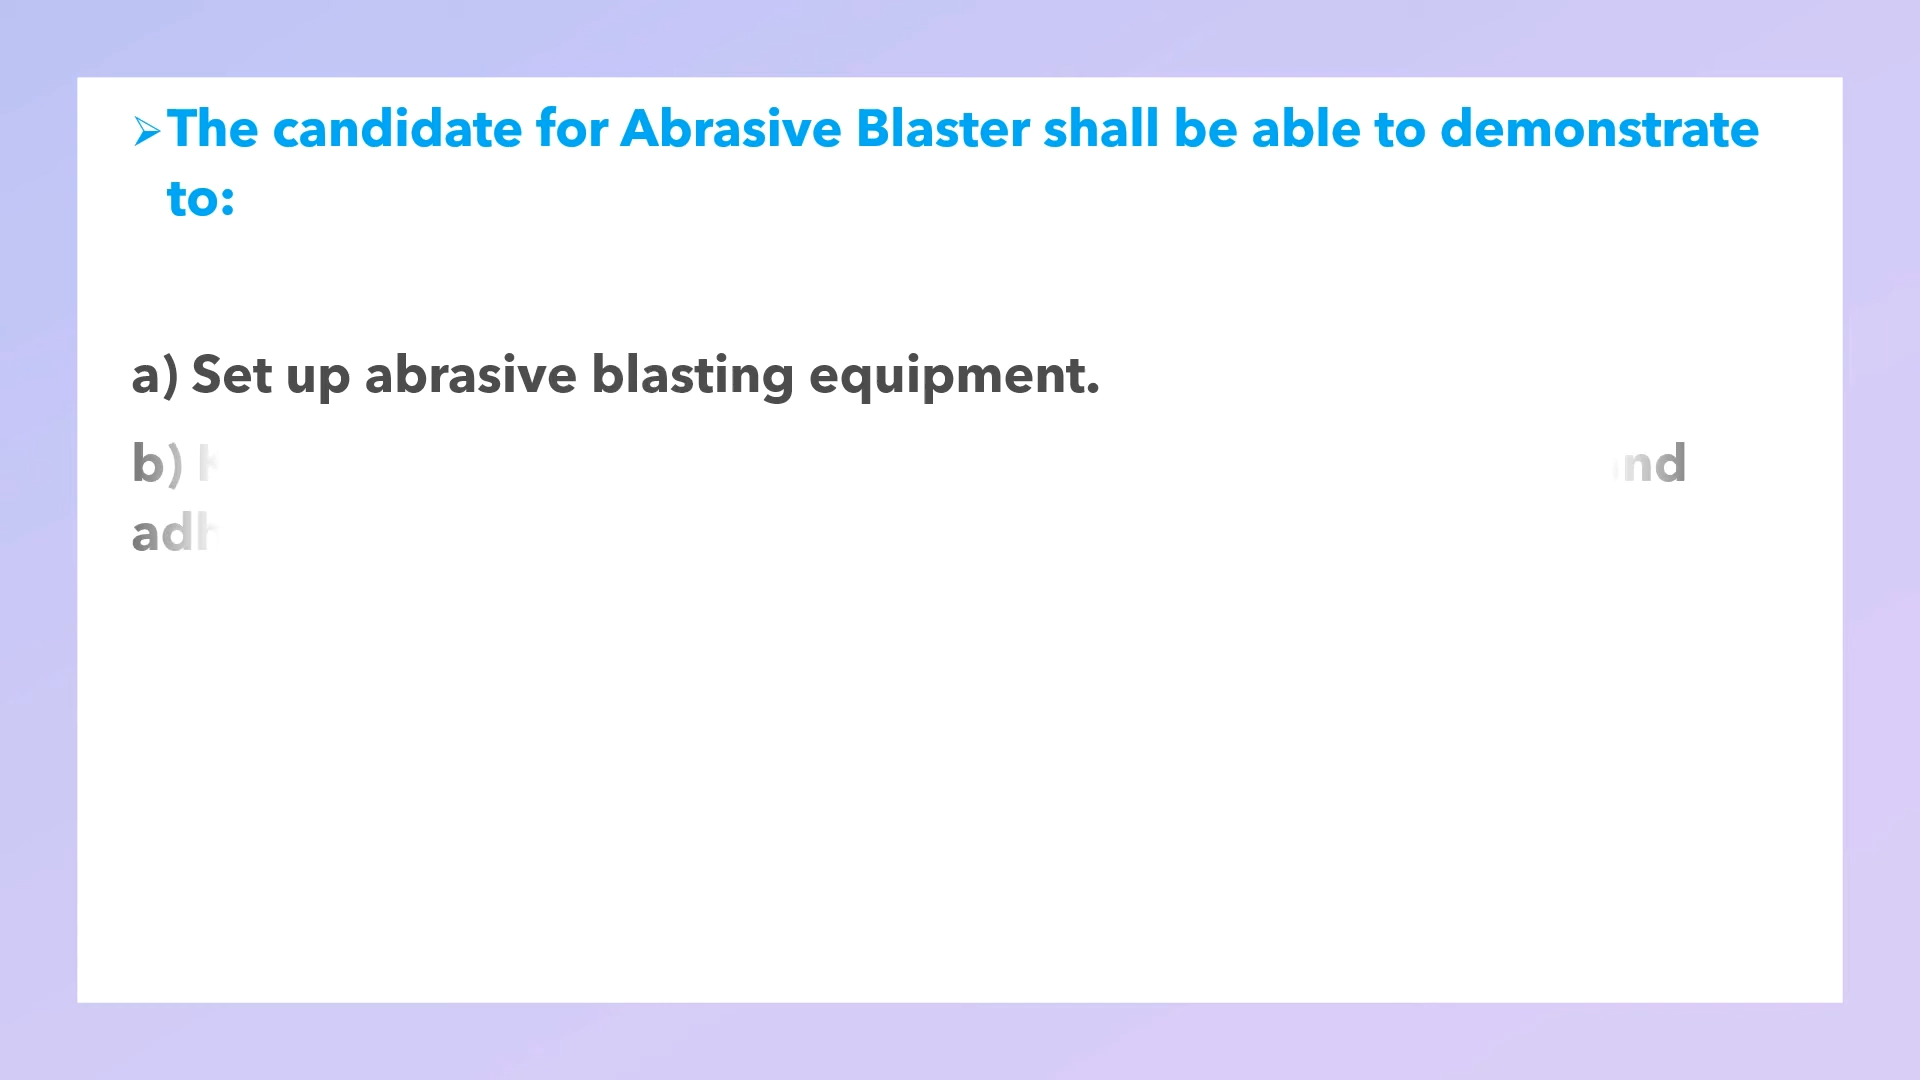 ➢The candidate for Abrasive Blaster shall be able to demonstrate
to:
a) Set up abrasive blasting equipment.
b)